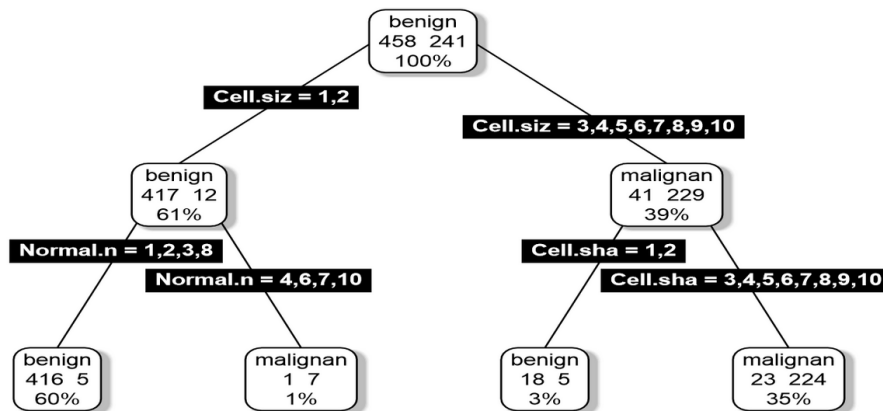 benign
458 241
100%
Cell.siz = 1,2
Cell.siz = 3,4,5,6,7,8,9,10
benign
417 12
61%
malignan
41 229
39%
Normal.n = 1,2,3,8
Normal.n = 4,6,7,10
Cell.sha = 1,2
Cell.sha = 3,4,5,6,7,8,9,10
benign
416 5
60%
malignan
1 7
1%
benign
18 5
3%
malignan
23 224
35%